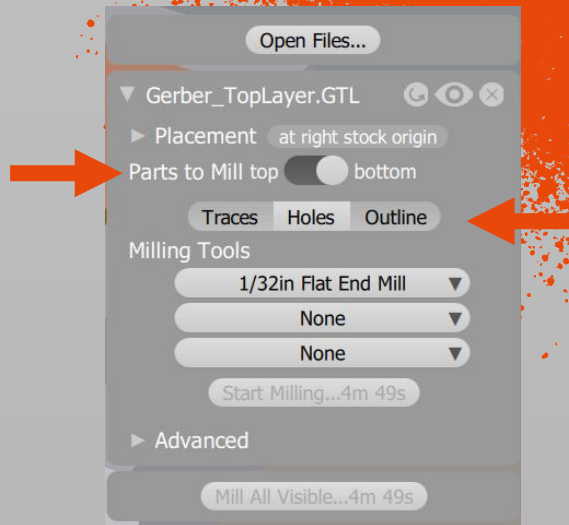 Open Files...
Gerber_TopLayer.GTL
Placement at right stock origin
Parts to Mill top bottom
Traces Holes Outline
Milling Tools
1/32in Flat End Mill
None
None
Start Milling...4m 49s
Advanced
Mill All Visible...4m 49s